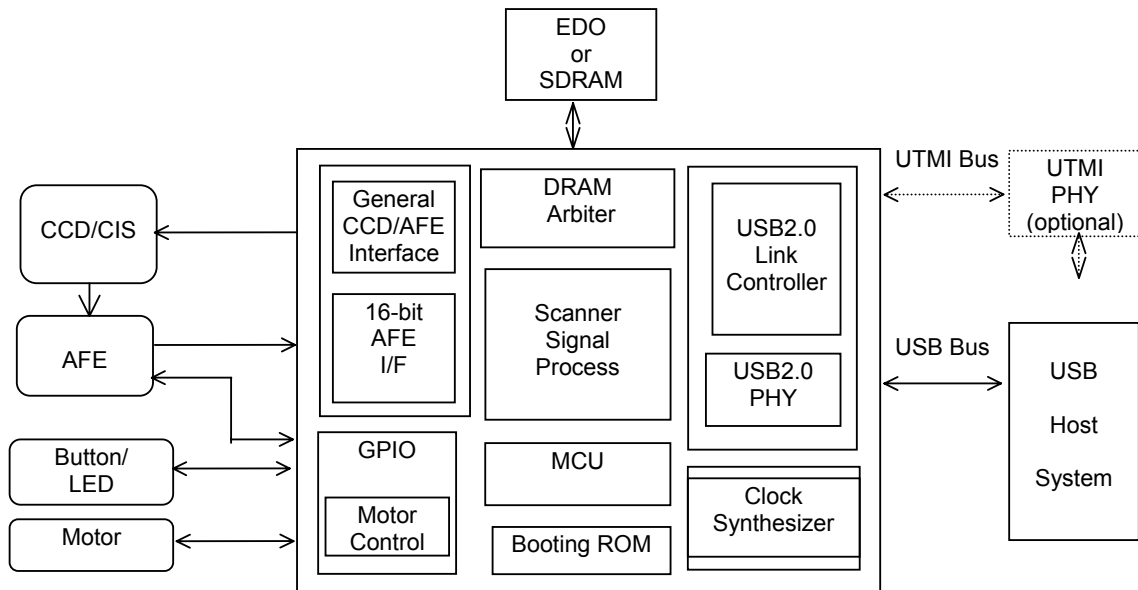 EDO
or
SDRAM
UTMI Bus
UTMI
PHY
(optional)
General
CCD/AFE
Interface
DRAM
Arbiter
USB2.0
Link
Controller
CCD/CIS
16-bit
AFE
I/F
Scanner
Signal
Process
AFE
USB Bus
USB2.0
PHY
USB
Host
System
Button/
LED
GPIO
MCU
Motor
Motor
Control
Booting ROM
Clock
Synthesizer